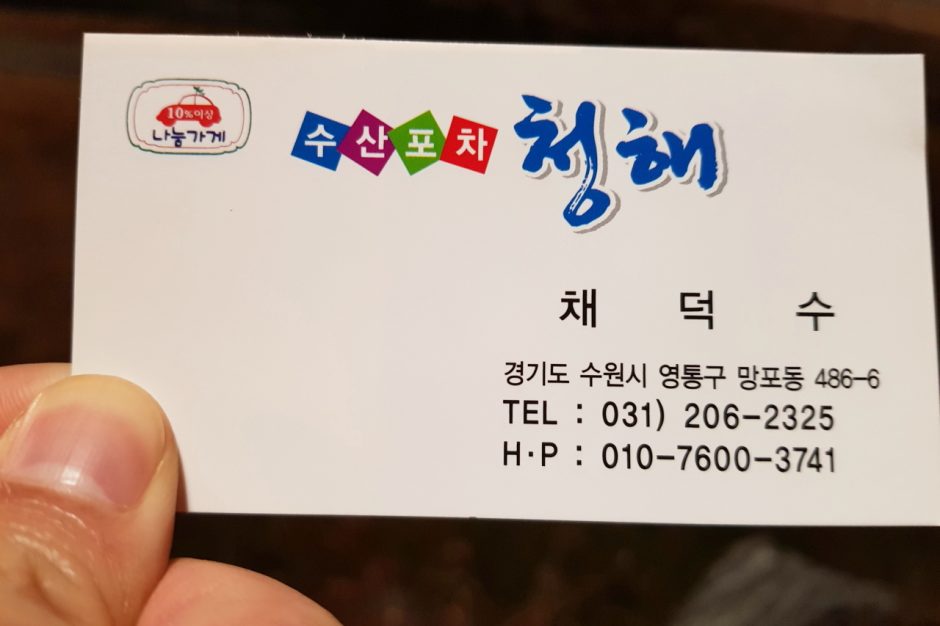 10%이상
나눔가게
수산포차 청해
채 덕 수
경기도 수원시 영통구 망포동 486-6
TEL : 031) 206-2325
H·P : 010-7600-3741